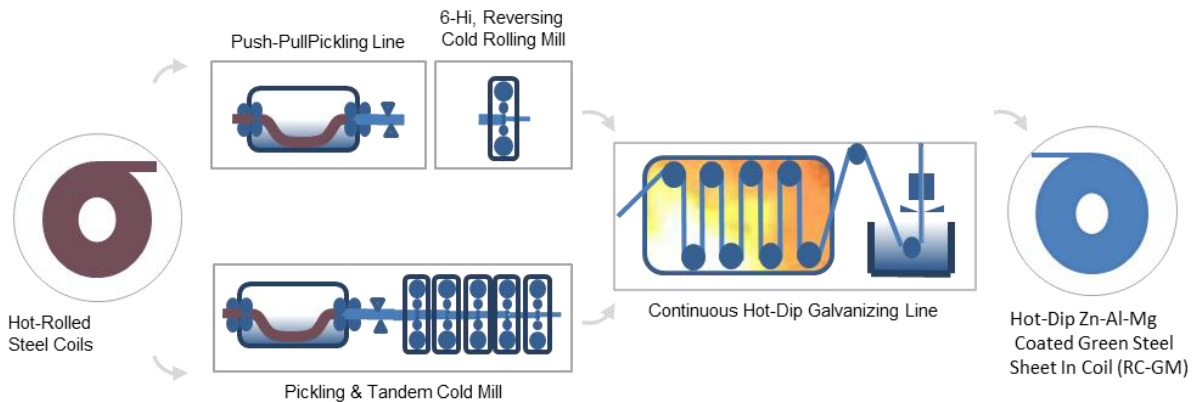 6-Hi, Reversing
Cold Rolling Mill
Push-PullPickling Line
Hot-Rolled
Steel Coils
Continuous Hot-Dip Galvanizing Line
Hot-Dip Zn-Al-Mg
Coated Green Steel
Sheet In Coil (RC-GM)
Pickling & Tandem Cold Mill